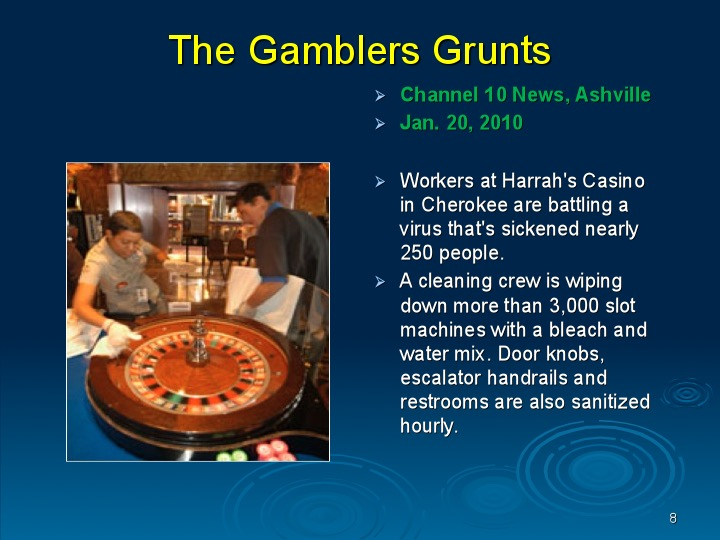 The Gamblers Grunts
Channel 10 News, Ashville
Jan. 20, 2010
Workers at Harrah's Casino
in Cherokee are battling a
virus that's sickened nearly
250 people.
A cleaning crew is wiping
down more than 3,000 slot
machines with a bleach and
water mix. Door knobs,
escalator handrails and
restrooms are also sanitized
hourly.
8